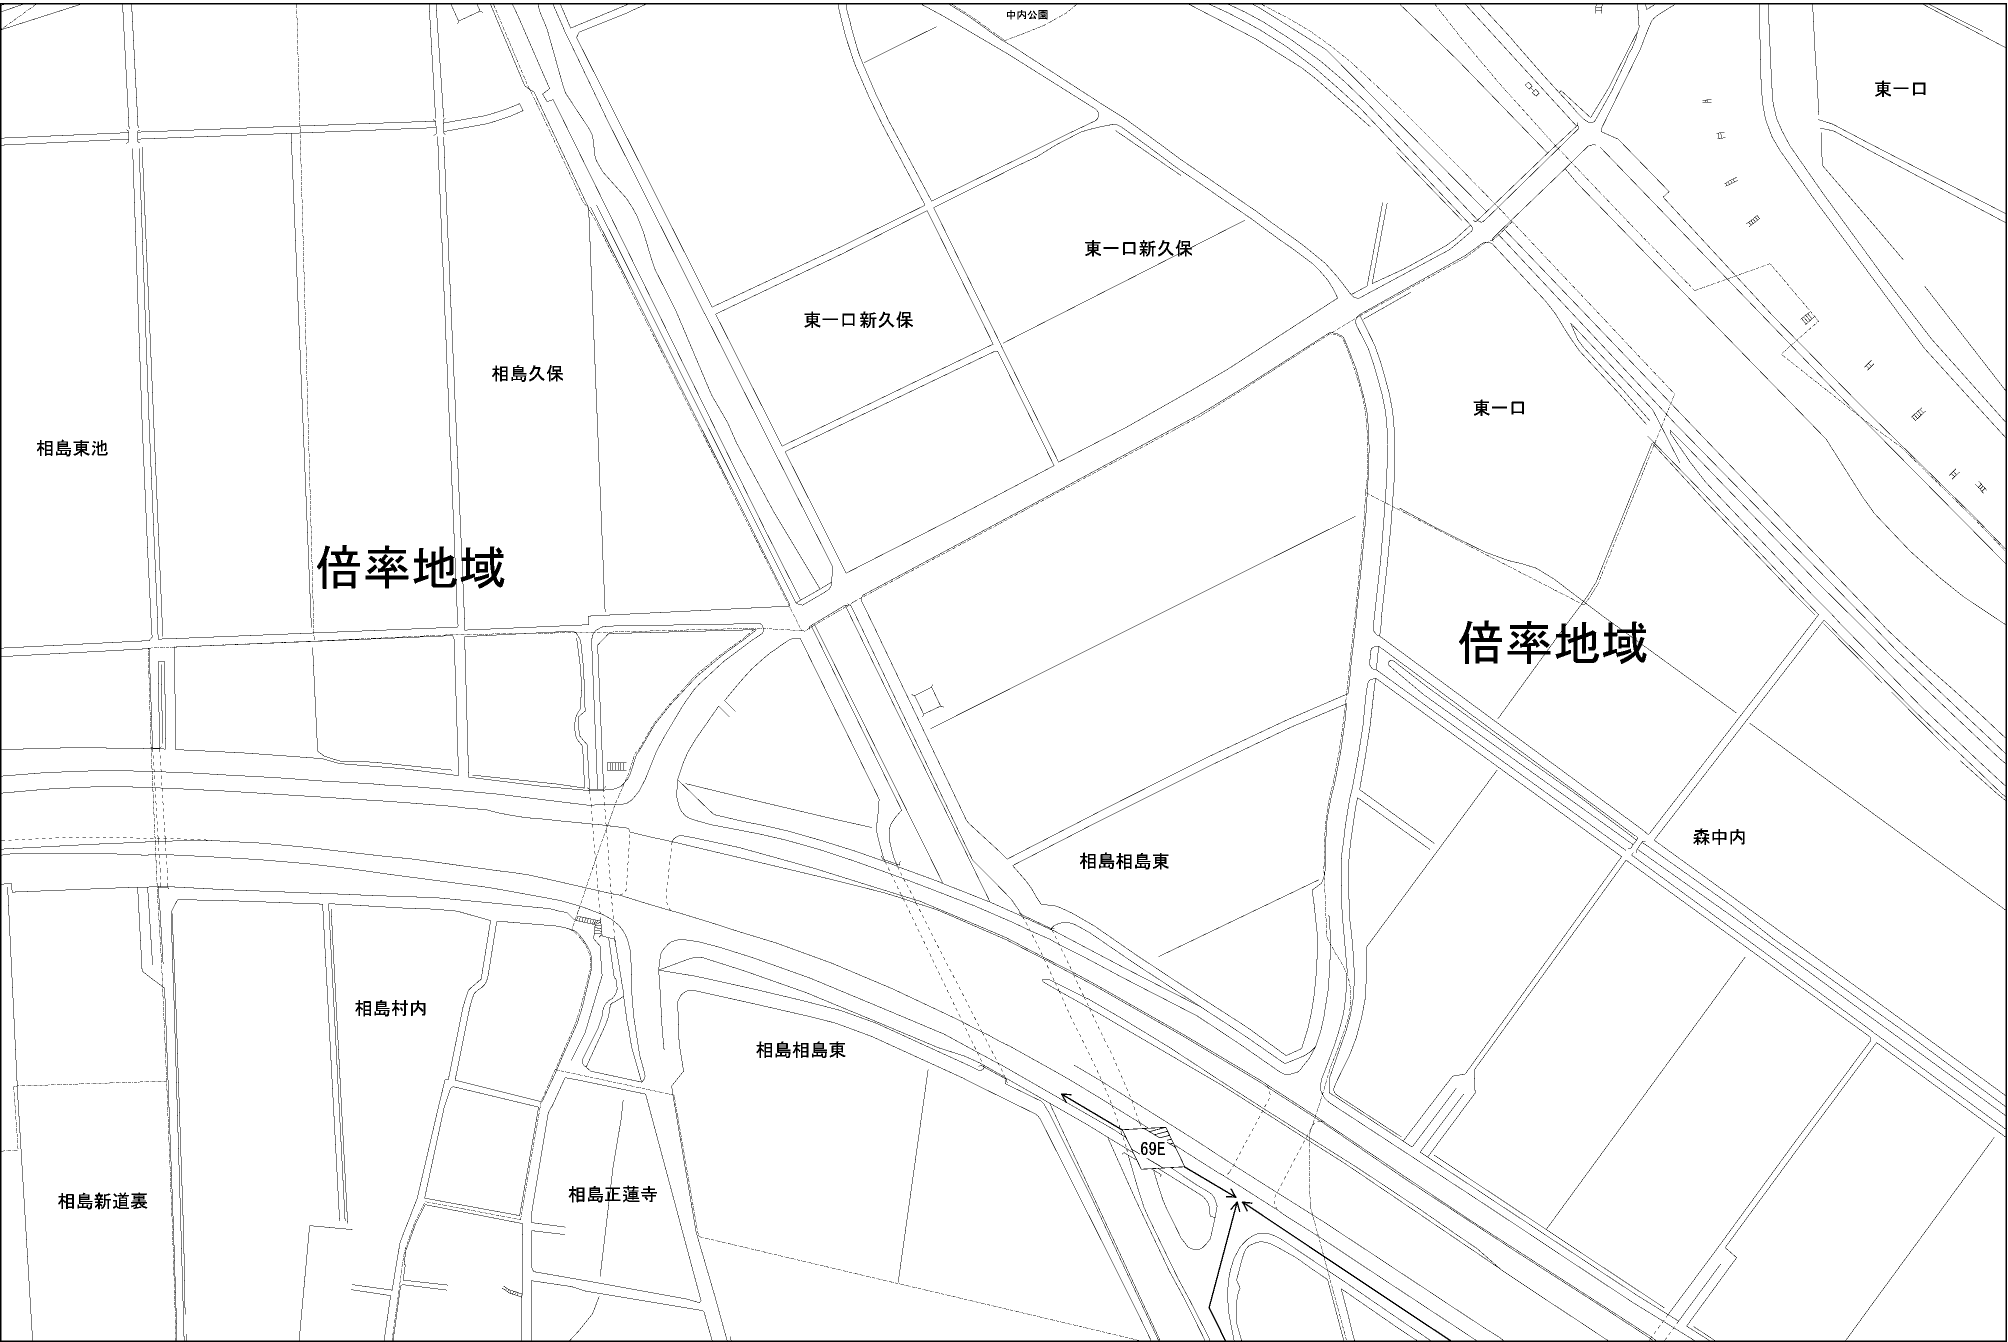 中内公園
東一口
東一口新久保
東一口新久保
相島久保
東一口
相島東池
倍率地域
倍率地域
森中内
相島相島東
相島村内
相島相島東
69E
相島正蓮寺
相島新道裏